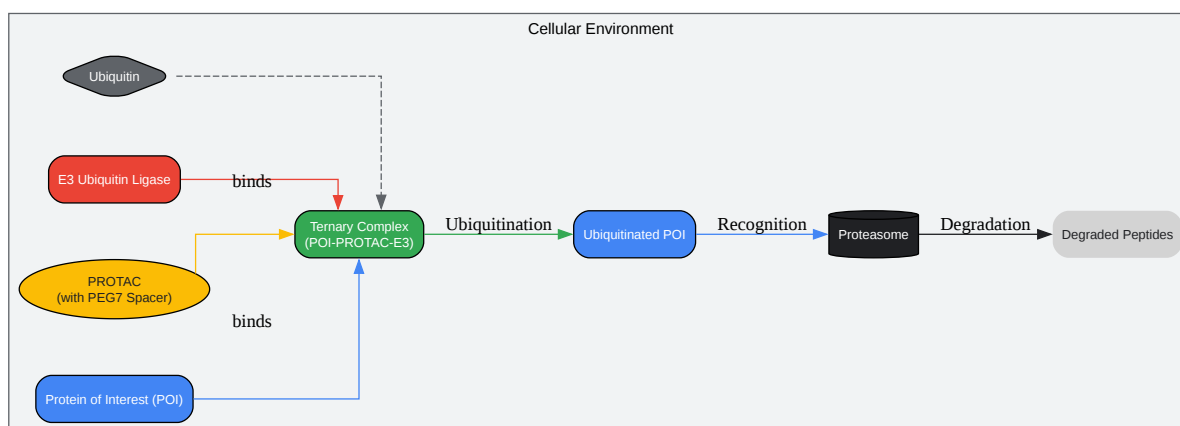 Cellular Environment
Ubiquitin
E3 Ubiquitin Ligase
binds
Ternary Complex
(POI-PROTAC-E3)
Ubiquitination
Ubiquitinated POI
Recognition
Proteasome
Degradation
Degraded Peptides
PROTAC
(with PEG7 Spacer)
binds
Protein of Interest (POI)